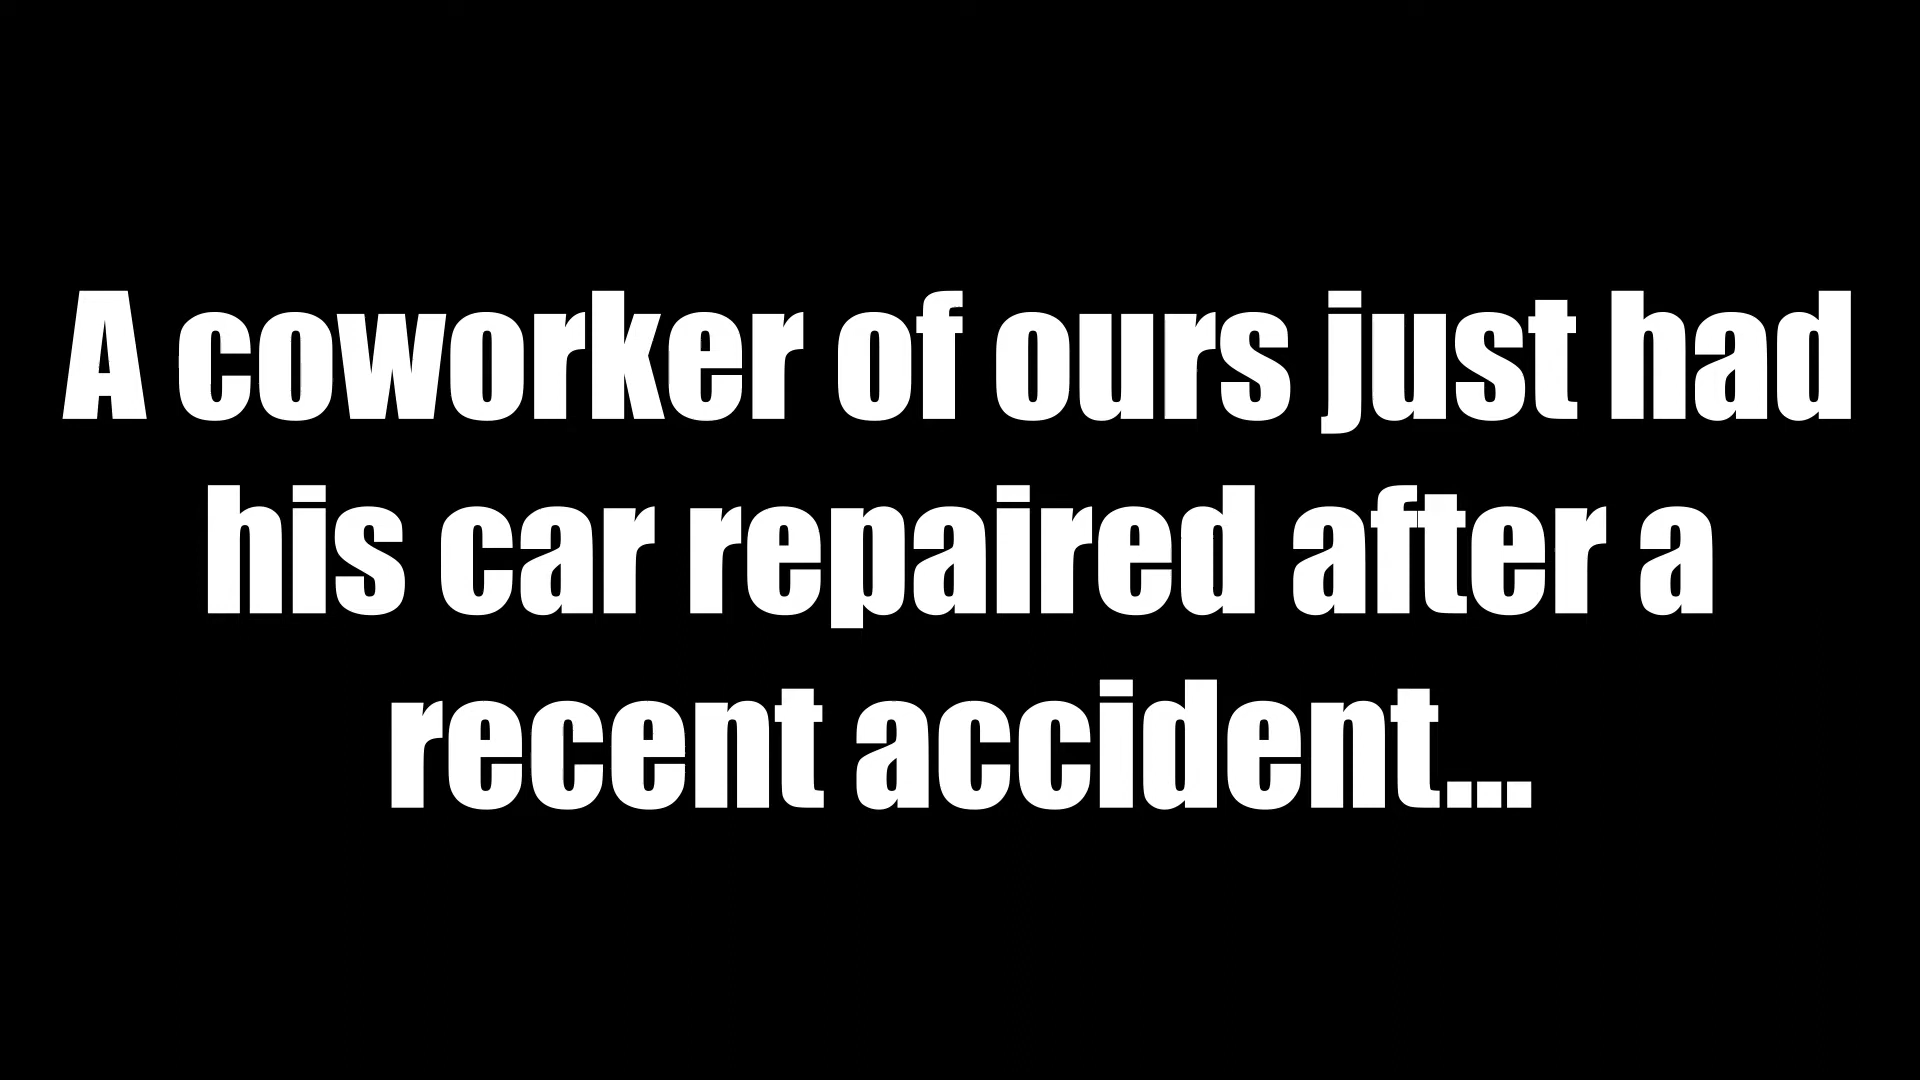 A coworker of ours just had
his car repaired after a
recent accident...